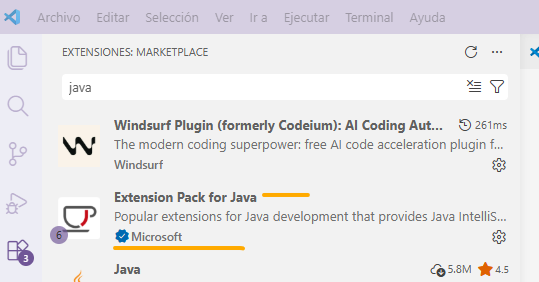 Archivo Editar Selección Ver Ir a Ejecutar Terminal Ayuda
EXTENSIONES: MARKETPLACE
java
Windsurf Plugin (formerly Codeium): AI Coding Aut... 261ms
The modern coding superpower: free AI code acceleration plugin f...
Windsurf
Extension Pack for Java
Popular extensions for Java development that provides Java IntelliS...
6 Microsoft
3
Java 5.8M 4.5